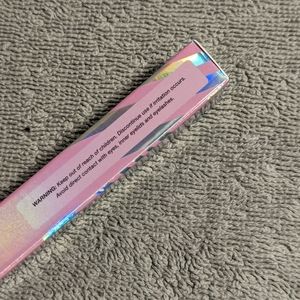 WARNING: Keep out of reach of children. Discontinue use if irritation occurs.
Avoid direct contact with eyes, inner eyelids and eyelashes.